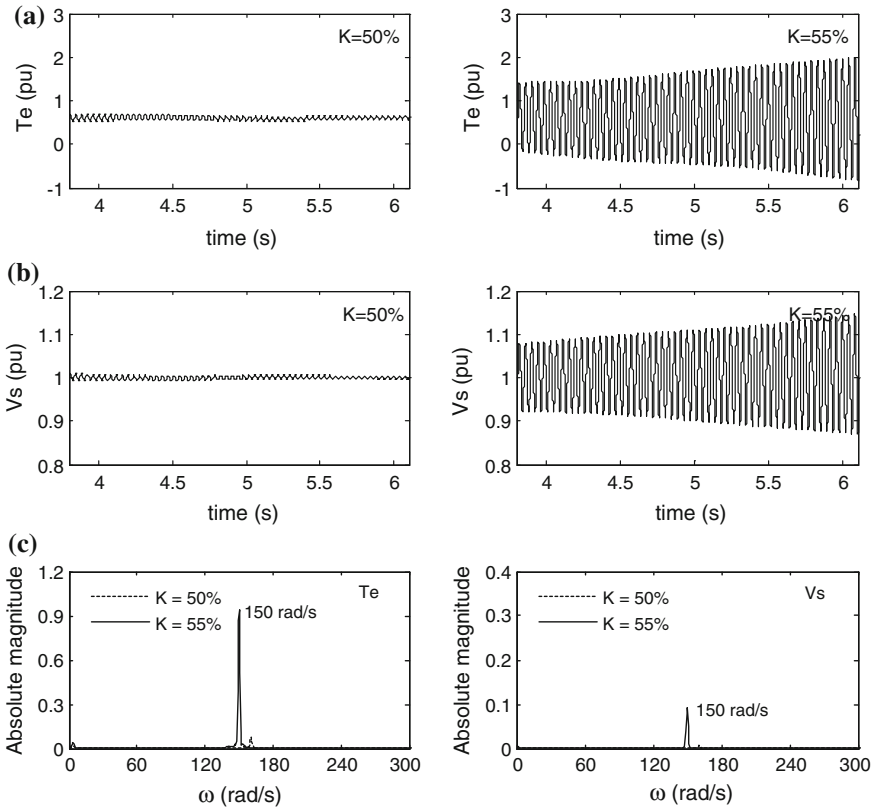 (a)
3
2
1
0
-1
Te (pu)
K=50%
4
4.5
5
5.5
6
time (s)
3
2
1
0
-1
Te (pu)
K=55%
4
4.5
5
5.5
6
time (s)
(b)
1.2
1.1
1
0.9
0.8
Vs (pu)
K=50%
4
4.5
5
5.5
6
time (s)
1.2
1.1
1
0.9
0.8
Vs (pu)
K=55%
4
4.5
5
5.5
6
time (s)
(c)
1.2
0.9
0.6
0.3
0
Absolute magnitude
K = 50%
K = 55%
Te
150 rad/s
0
60
120
180
240
300
ω (rad/s)
0.4
0.3
0.2
0.1
0
Absolute magnitude
K = 50%
K = 55%
Vs
150 rad/s
0
60
120
180
240
300
ω (rad/s)